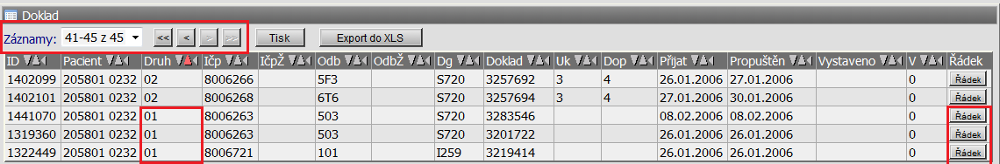 Doklad
Záznamy: 41-45 z 45 << < > >> Tisk Export do XLS
ID Pacient Druh Ičp IčpŽ Odb OdbŽ Dg Doklad Uk Dop Přijat Propuštěn Vystaveno V Řádek
1402099 205801 0232 02 8006266 5F3 S720 3257692 3 4 26.01.2006 27.01.2006 0 Řádek
1402101 205801 0232 02 8006268 6T6 S720 3257694 3 4 27.01.2006 30.01.2006 0 Řádek
1441070 205801 0232 01 8006263 503 S720 3283546 08.02.2006 08.02.2006 0 Řádek
1319360 205801 0232 01 8006263 503 S720 3201722 26.01.2006 26.01.2006 0 Řádek
1322449 205801 0232 01 8006721 101 I259 3219414 26.01.2006 26.01.2006 0 Řádek